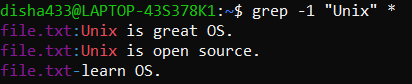 disha433@LAPTOP-43S378K1:~$ grep -1 "Unix" *
file.txt:Unix is great OS.
file.txt:Unix is open source.
file.txt-learn OS.